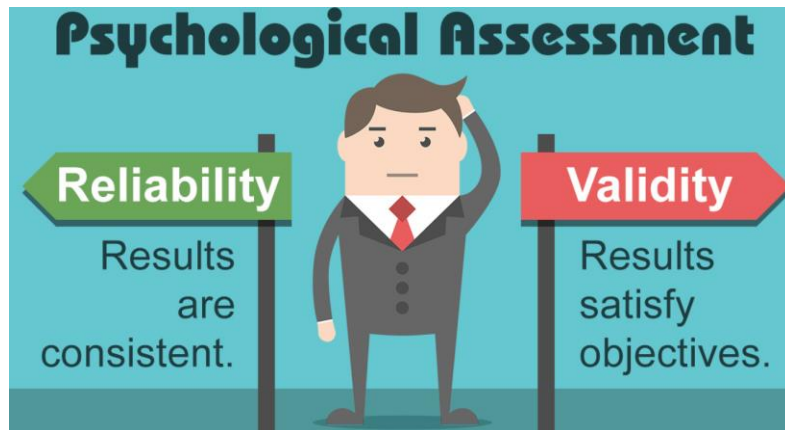 Psychological Assessment
Reliability
Results
are
consistent.
Validity
Results
satisfy
objectives.